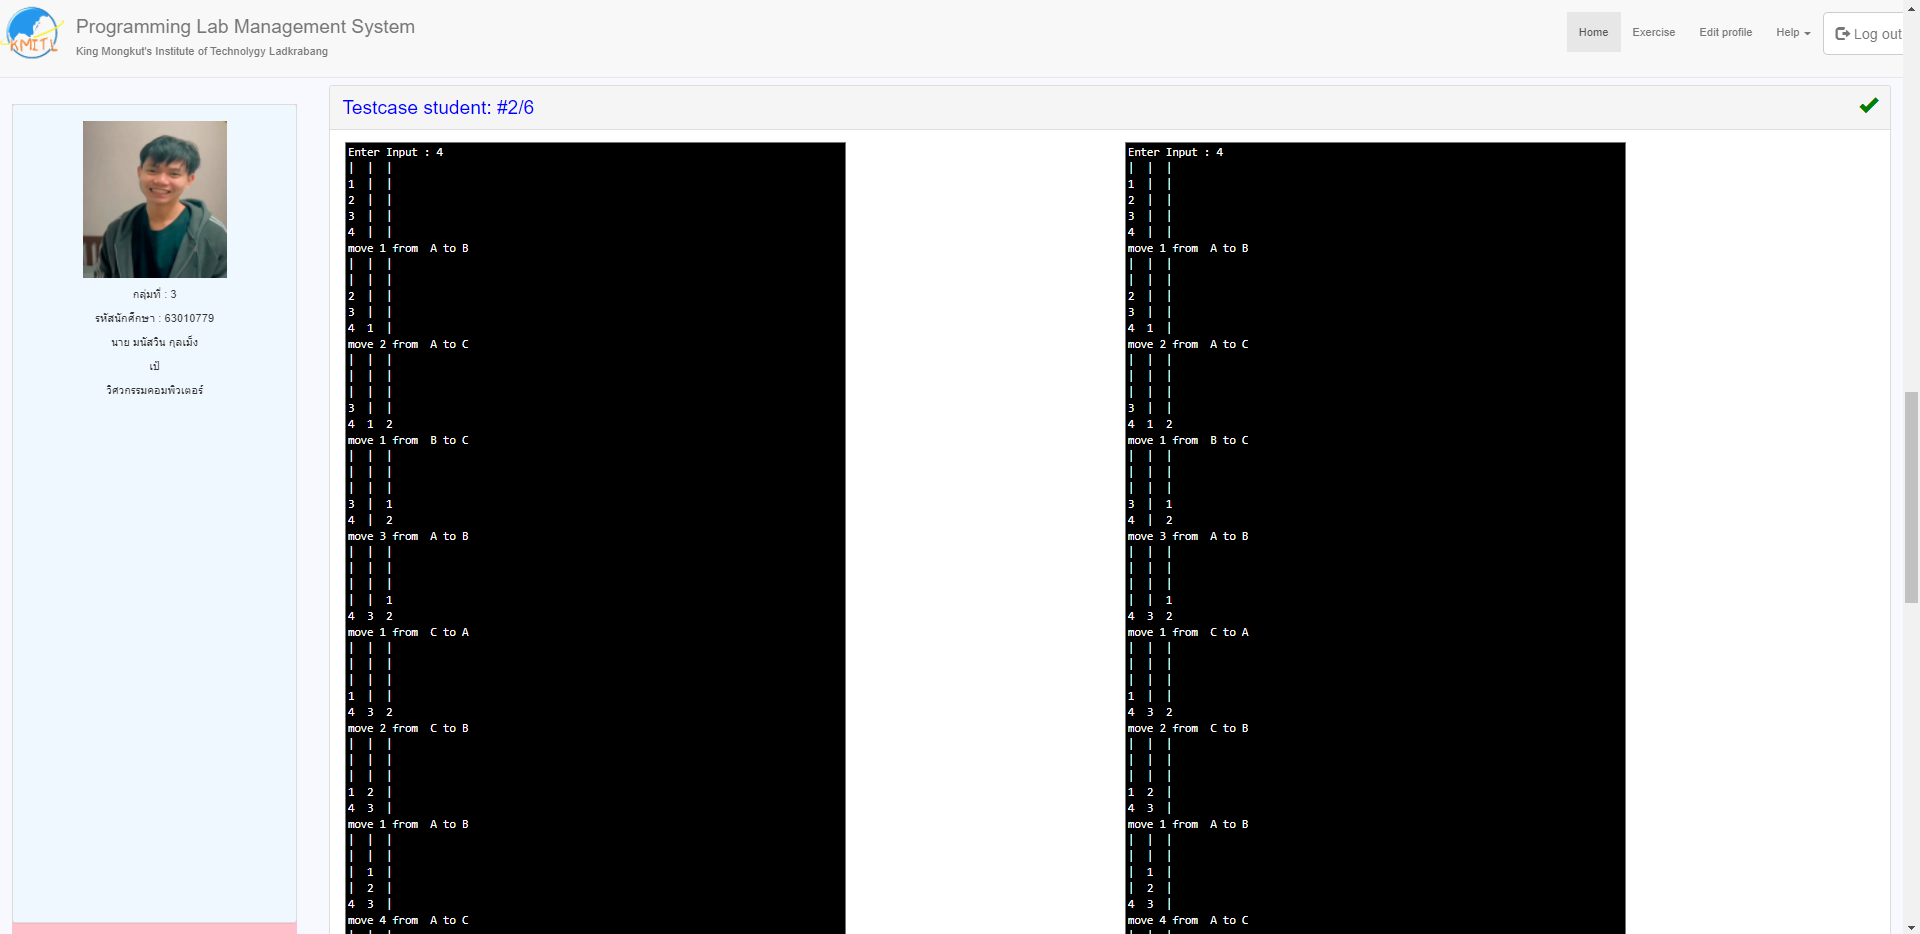 KMITL
Programming Lab Management System
King Mongkut's Institute of Technolygy Ladkrabang
Home
Exercise
Edit profile
Help
Log out
กลุ่มที่ : 3
รหัสนักศึกษา : 63010779
นาย มนัสวิน กุลเม็ง
เป้
วิศวกรรมคอมพิวเตอร์
Testcase student: #2/6
Enter Input : 4
|  |  |
1  |  |
2  |  |
3  |  |
4  |  |
move 1 from  A to B
|  |  |
|  |  |
2  |  |
3  |  |
4  1  |
move 2 from  A to C
|  |  |
|  |  |
|  |  |
3  |  |
4  1  2
move 1 from  B to C
|  |  |
|  |  |
|  |  |
3  |  1
4  |  2
move 3 from  A to B
|  |  |
|  |  |
|  |  |
|  |  1
4  3  2
move 1 from  C to A
|  |  |
|  |  |
|  |  |
1  |  |
4  3  2
move 2 from  C to B
|  |  |
|  |  |
|  |  |
1  2  |
4  3  |
move 1 from  A to B
|  |  |
|  |  |
|  1  |
|  2  |
4  3  |
move 4 from  A to C
Enter Input : 4
|  |  |
1  |  |
2  |  |
3  |  |
4  |  |
move 1 from  A to B
|  |  |
|  |  |
2  |  |
3  |  |
4  1  |
move 2 from  A to C
|  |  |
|  |  |
|  |  |
3  |  |
4  1  2
move 1 from  B to C
|  |  |
|  |  |
|  |  |
3  |  1
4  |  2
move 3 from  A to B
|  |  |
|  |  |
|  |  |
|  |  1
4  3  2
move 1 from  C to A
|  |  |
|  |  |
|  |  |
1  |  |
4  3  2
move 2 from  C to B
|  |  |
|  |  |
|  |  |
1  2  |
4  3  |
move 1 from  A to B
|  |  |
|  |  |
|  1  |
|  2  |
4  3  |
move 4 from  A to C